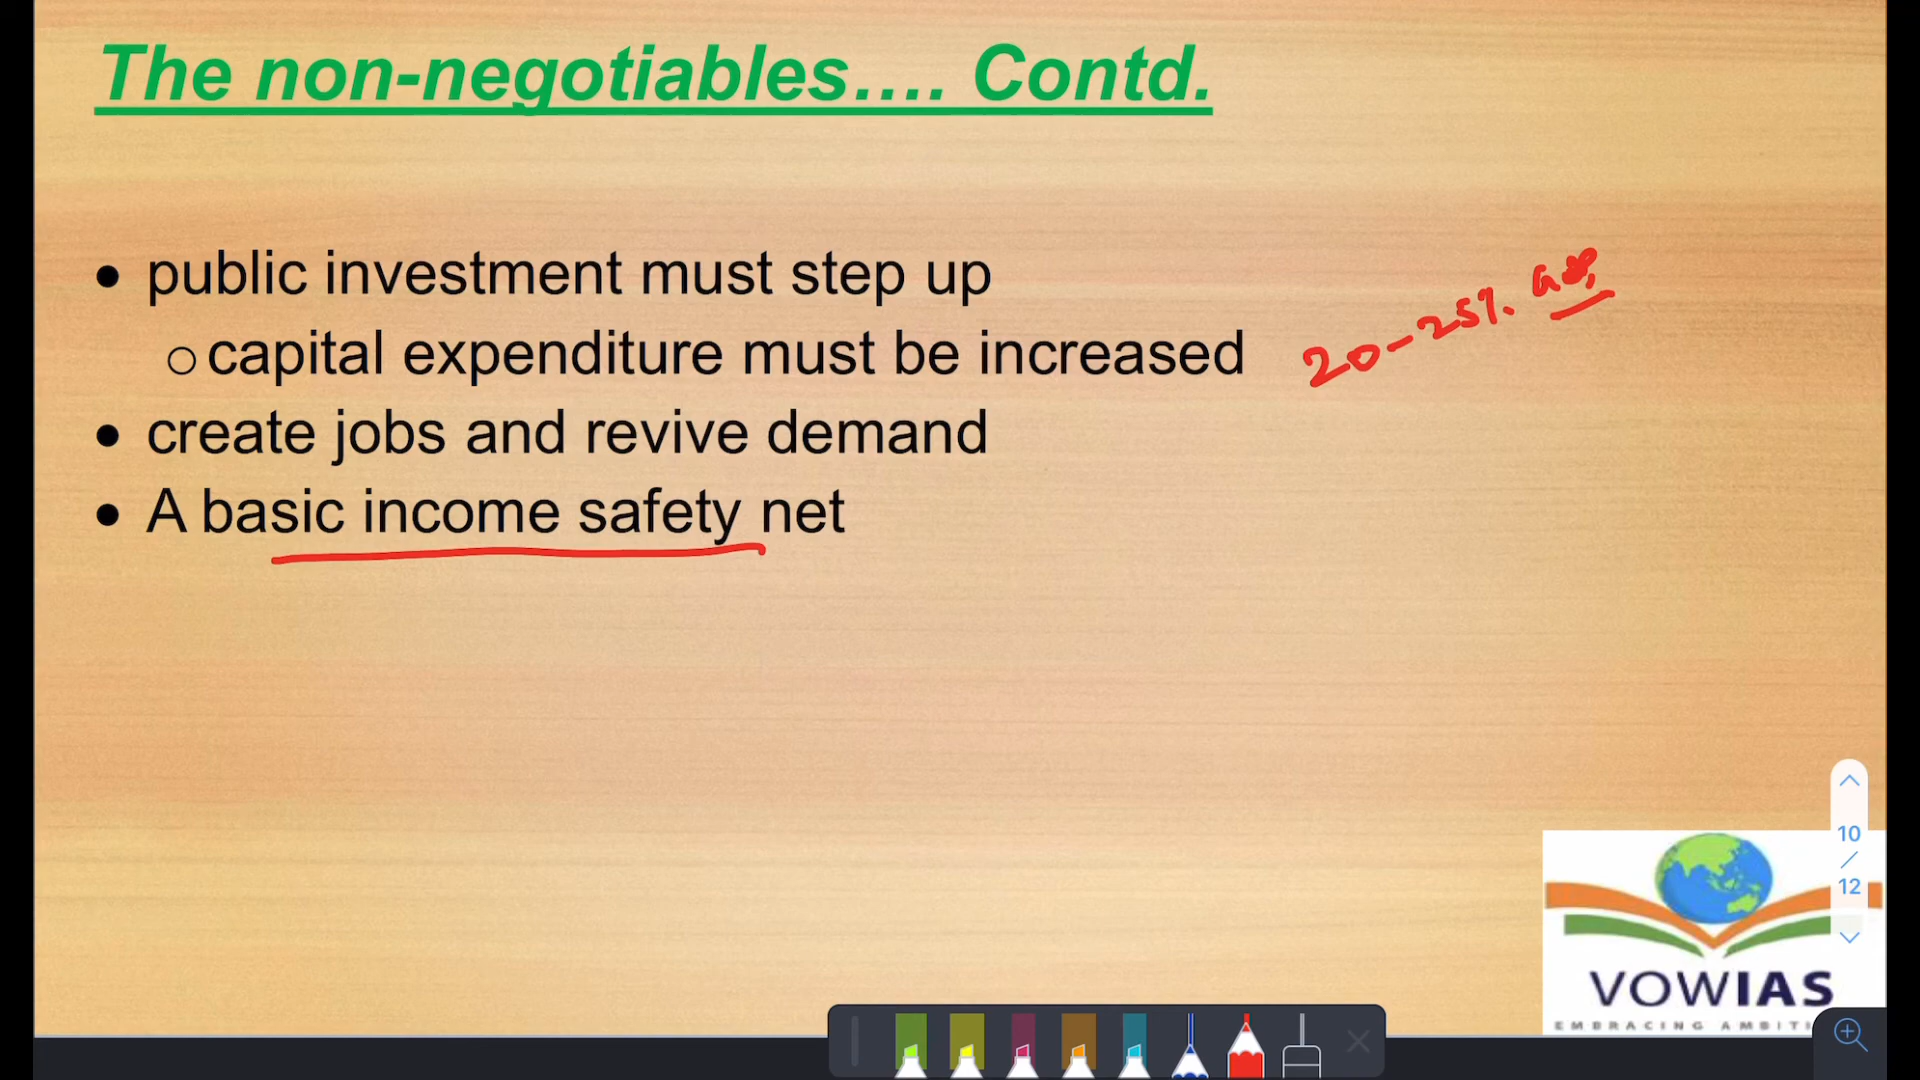 The non-negotiables.... Contd.
• public investment must step up
○ capital expenditure must be increased
20-25%.
• create jobs and revive demand
• A basic income safety net
10
/
12
VOWIAS
EMBRACING AMBITI